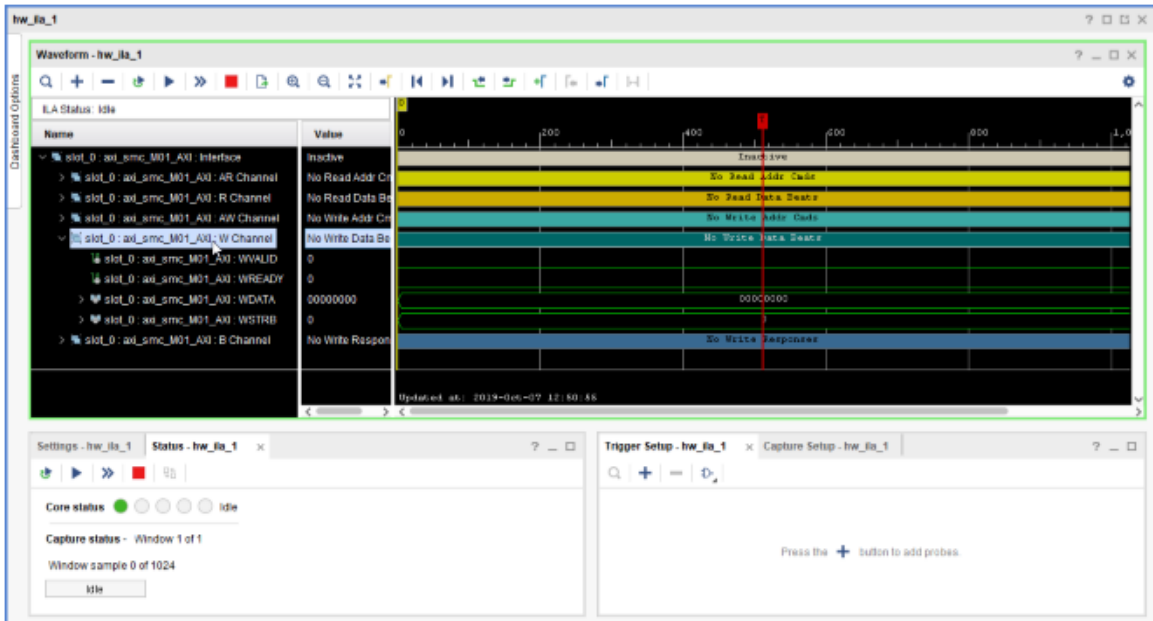 hw_ila_1
Dashboard Options
Waveform - hw_ila_1
ILA Status: Idle
Name Value
0
0 200 400 600 800 1,0
slot_0 : axi_smc_M01_AXI : Interface Inactive Inactive
slot_0 : axi_smc_M01_AXI : AR Channel No Read Addr Cm No Read Addr Cmds
slot_0 : axi_smc_M01_AXI : R Channel No Read Data Be No Read Data Beats
slot_0 : axi_smc_M01_AXI : AW Channel No Write Addr Cm No Write Addr Cmds
slot_0 : axi_smc_M01_AXI : W Channel No Write Data Be No Write Data Beats
slot_0 : axi_smc_M01_AXI : WVALID 0
slot_0 : axi_smc_M01_AXI : WREADY 0
slot_0 : axi_smc_M01_AXI : WDATA 00000000 00000000
slot_0 : axi_smc_M01_AXI : WSTRB 0
slot_0 : axi_smc_M01_AXI : B Channel No Write Respon No Write Responses
Updated at: 2019-Oct-07 12:50:55
Settings - hw_ila_1 Status - hw_ila_1
Core status Idle
Capture status - Window 1 of 1
Window sample 0 of 1024
Idle
Trigger Setup - hw_ila_1 Capture Setup - hw_ila_1
Press the + button to add probes.